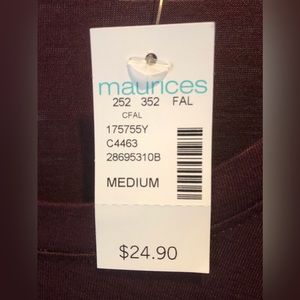 maurices
252 352 FAL
CFAL
175755Y
C4463
28695310B
MEDIUM
$24.90